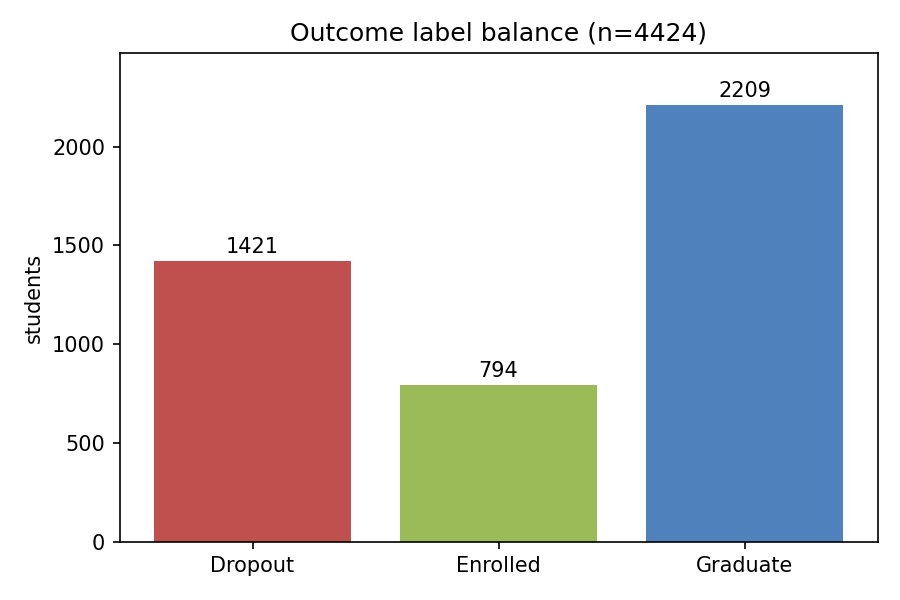 Outcome label balance (n=4424)
students
2000
1500
1000
500
0
1421
794
2209
Dropout
Enrolled
Graduate